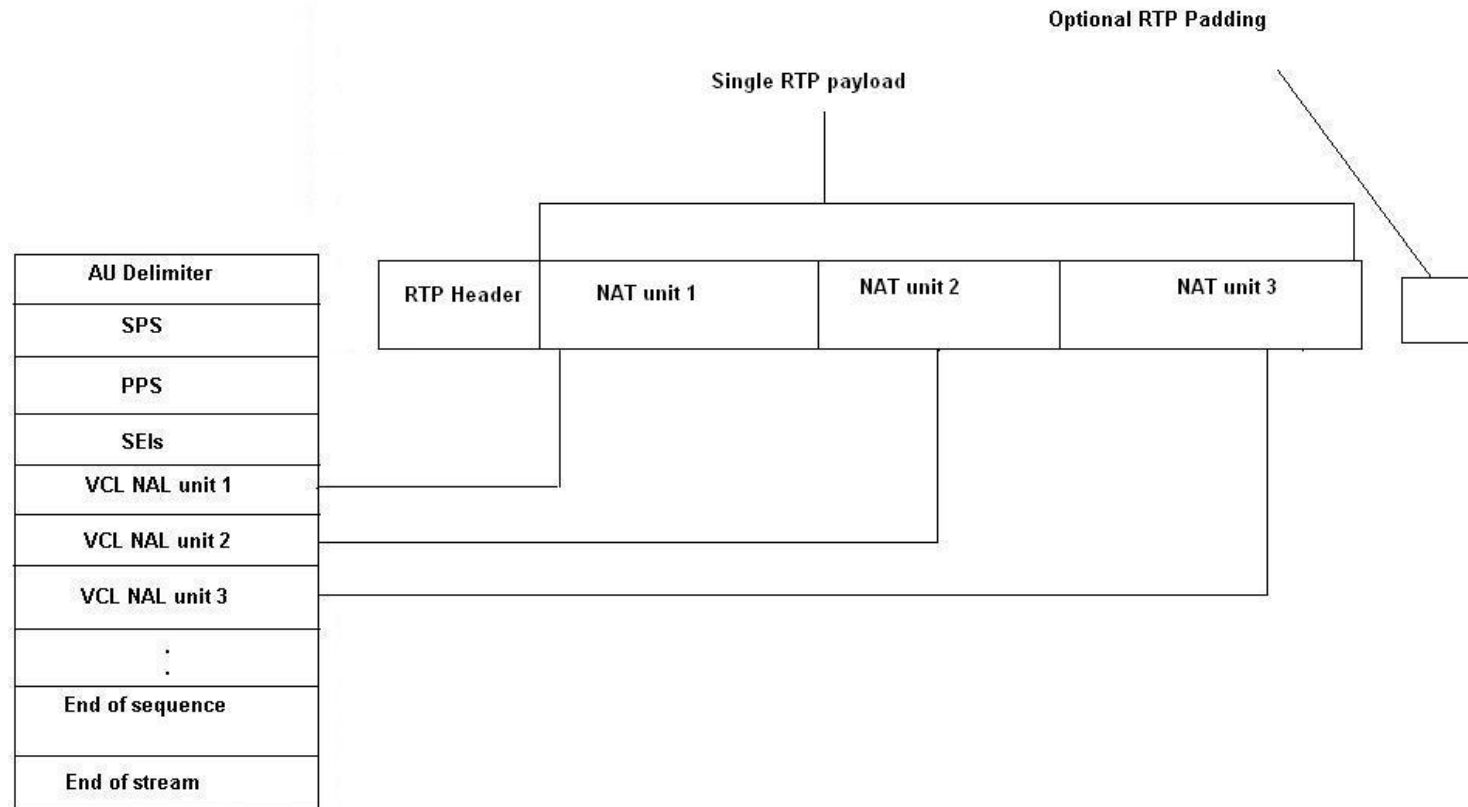 Optional RTP Padding
Single RTP payload
RTP Header
NAT unit 1
NAT unit 2
NAT unit 3
AU Delimiter
SPS
PPS
SEIs
VCL NAL unit 1
VCL NAL unit 2
VCL NAL unit 3
:
End of sequence
End of stream